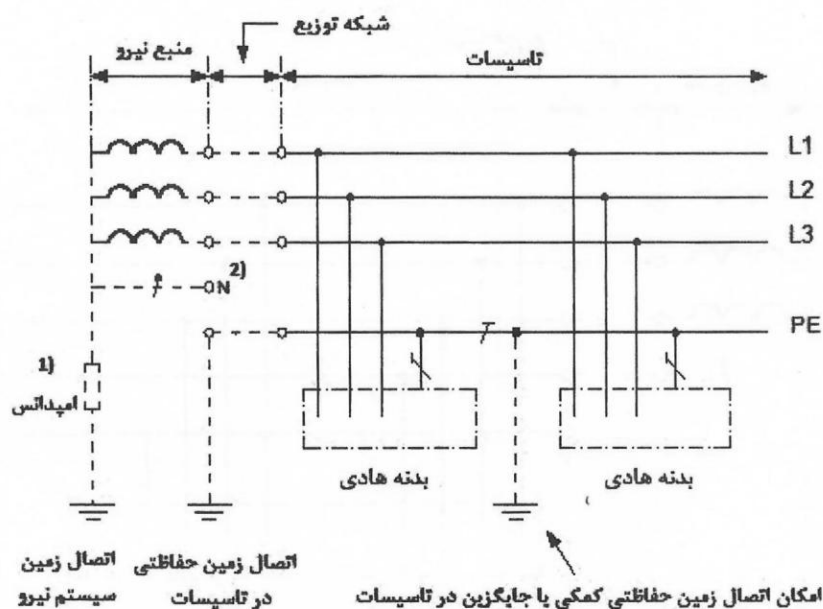 شبکه توزیع
منبع نیرو
تاسیسات
L1
L2
L3
2)
N
PE
1)
امپدانس
بدنه هادی
بدنه هادی
اتصال زمین
سیستم نیرو
اتصال زمین حفاظتی
در تاسیسات
امکان اتصال زمین حفاظتی کمکی یا جایگزین در تاسیسات